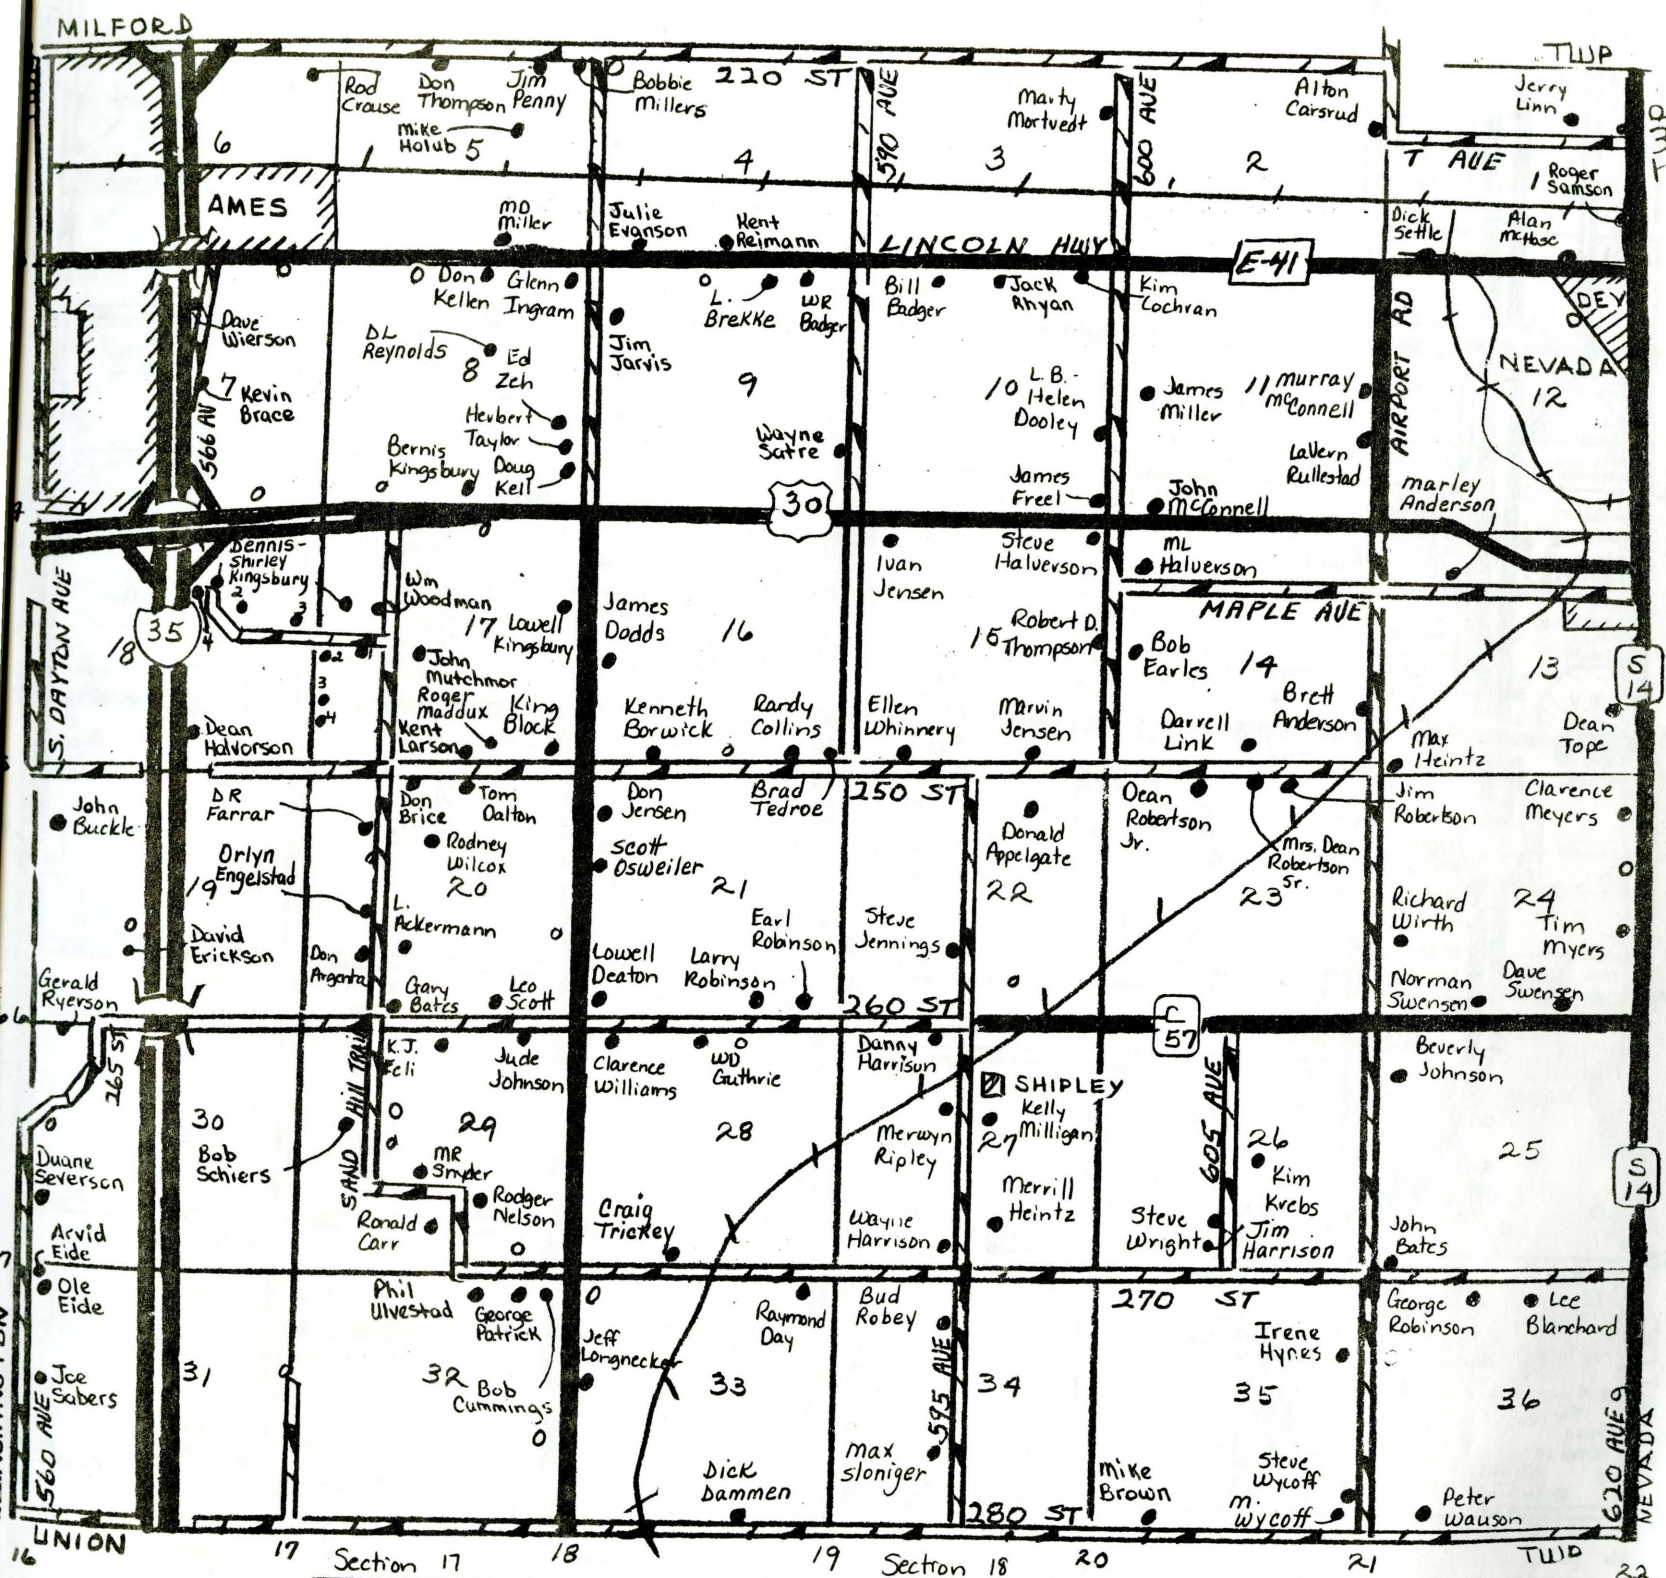 MILFORD
TWP
220 ST
590 AVE
600 AVE
Rod
Crouse
Don
Thompson
Jim
Penny
Bobbie
Millers
Mike
Holub
Marty
Mortvedt
Alton
Carsrud
Jerry
Linn
6
5
4
3
2
T AVE
1
Roger
Samson
AMES
MD
Miller
Julie
Evanson
Kent
Reimann
Dick
Settle
Alan
McHose
LINCOLN HWY
E-41
Don
Kellen
Glenn
Ingram
L.
Brekke
WR
Badger
Bill
Badger
Jack
Rhyan
Kim
Cochran
DEY
Dave
Wierson
DL
Reynolds
Jim
Jarvis
AIRPORT RD
NEVADA
7
Kevin
Brace
566 AV
8
Ed
Zeh
9
10
L.B.-
Helen
Dooley
James
Miller
11
Murray
McConnell
12
Herbert
Taylor
Bernis
Kingsbury
Doug
Kell
Wayne
Satre
LaVern
Rullestad
James
Freel
John
McConnell
Marley
Anderson
30
Dennis-
Shirley
Kingsbury
Ivan
Jensen
Steve
Halverson
ML
Halverson
S. DAYTON AVE
2
3
4
Wm
Woodman
MAPLE AVE
35
18
17
Lowell
Kingsbury
James
Dodds
16
15
Robert D.
Thompson
Bob
Earles
14
13
S
14
2
1
3
4
John
Mutchmor
Roger
Maddux
King
Block
Kent
Larson
Dean
Halvorson
Kenneth
Borwick
Randy
Collins
Ellen
Whinnery
Marvin
Jensen
Darrell
Link
Brett
Anderson
Max
Heintz
Dean
Tope
250 ST
John
Buckle
DR
Farrar
Don
Brice
Tom
Dalton
Don
Jensen
Brad
Tedroe
Donald
Appelgate
Dean
Robertson
Jr.
Mrs. Dean
Robertson
Sr.
Jim
Robertson
Clarence
Meyers
Orlyn
Engelstad
19
Rodney
Wilcox
20
Scott
Osweiler
21
22
23
24
L.
Ackermann
Earl
Robinson
Steve
Jennings
Richard
Wirth
Tim
Myers
David
Erickson
Don
Argenta
Lowell
Deaton
Larry
Robinson
Gerald
Ryerson
Gary
Bates
Leo
Scott
Norman
Swensen
Dave
Swensen
260 ST
C
57
265 ST
SAND HILL TRAIL
K.J.
Feli
Jude
Johnson
Clarence
Williams
WD
Guthrie
Danny
Harrison
SHIPLEY
605 AVE
Beverly
Johnson
30
29
28
27
Kelly
Milligan
26
25
Bob
Schiers
MR
Snyder
Merwyn
Ripley
Kim
Krebs
S
14
Duane
Severson
Rodger
Nelson
Craig
Trickey
Merrill
Heintz
Ronald
Carr
Wayne
Harrison
Steve
Wright
Jim
Harrison
John
Bates
Arvid
Eide
Ole
Eide
Phil
Ulvestad
George
Patrick
Raymond
Day
Bud
Robey
270 ST
George
Robinson
Lee
Blanchard
Jeff
Longnecker
Irene
Hynes
595 AVE
31
32
33
34
35
36
Joe
Sabers
Bob
Cummings
560 AVE
620 AVE
NEVADA
Dick
Dammen
Max
Sloniger
Mike
Brown
Steve
Wycoff
M.
Wycoff
Peter
Wauson
280 ST
UNION
TWP
16
17
Section 17
18
19
Section 18
20
21
22